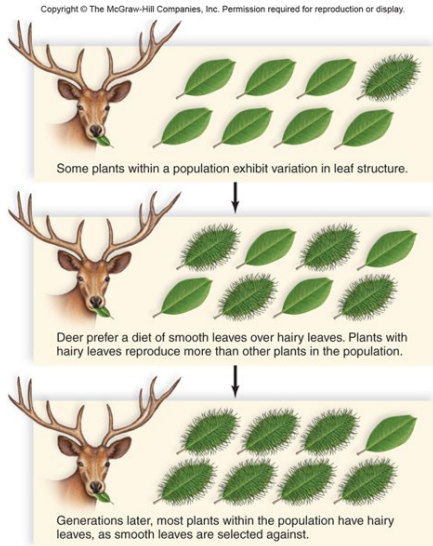 Copyright © The McGraw-Hill Companies, Inc. Permission required for reproduction or display.
Some plants within a population exhibit variation in leaf structure.
Deer prefer a diet of smooth leaves over hairy leaves. Plants with
hairy leaves reproduce more than other plants in the population.
Generations later, most plants within the population have hairy
leaves, as smooth leaves are selected against.